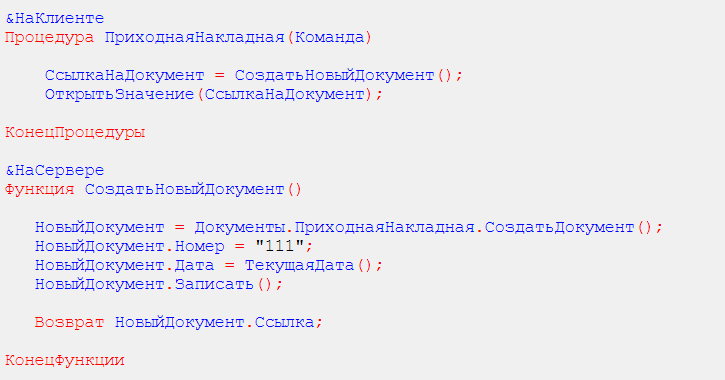 &НаКлиенте
Процедура ПриходнаяНакладная(Команда)
СсылкаНаДокумент = СоздатьНовыйДокумент();
ОткрытьЗначение(СсылкаНаДокумент);
КонецПроцедуры
&НаСервере
Функция СоздатьНовыйДокумент()
НовыйДокумент = Документы.ПриходнаяНакладная.СоздатьДокумент();
НовыйДокумент.Номер = "111";
НовыйДокумент.Дата = ТекущаяДата();
НовыйДокумент.Записать();
Возврат НовыйДокумент.Ссылка;
КонецФункции